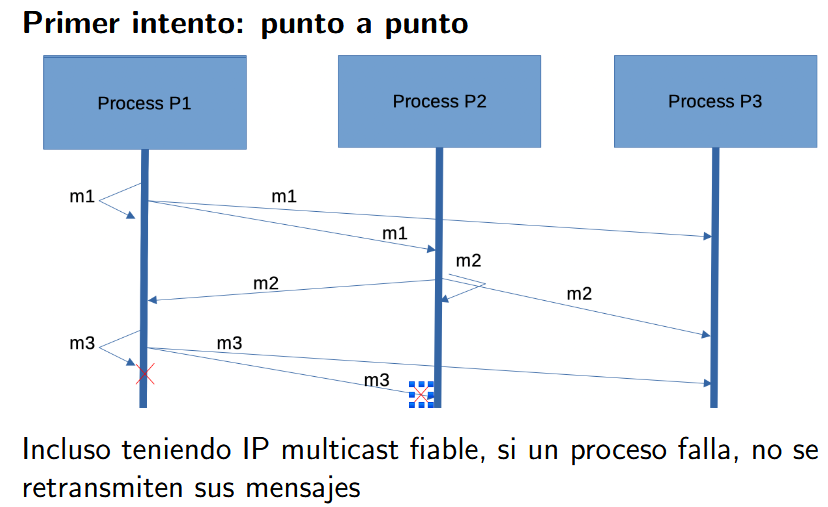 Primer intento: punto a punto
Process P1
Process P2
Process P3
m1
m1
m1
m2
m2
m2
m3
m3
m3
Incluso teniendo IP multicast fiable, si un proceso falla, no se
retransmiten sus mensajes